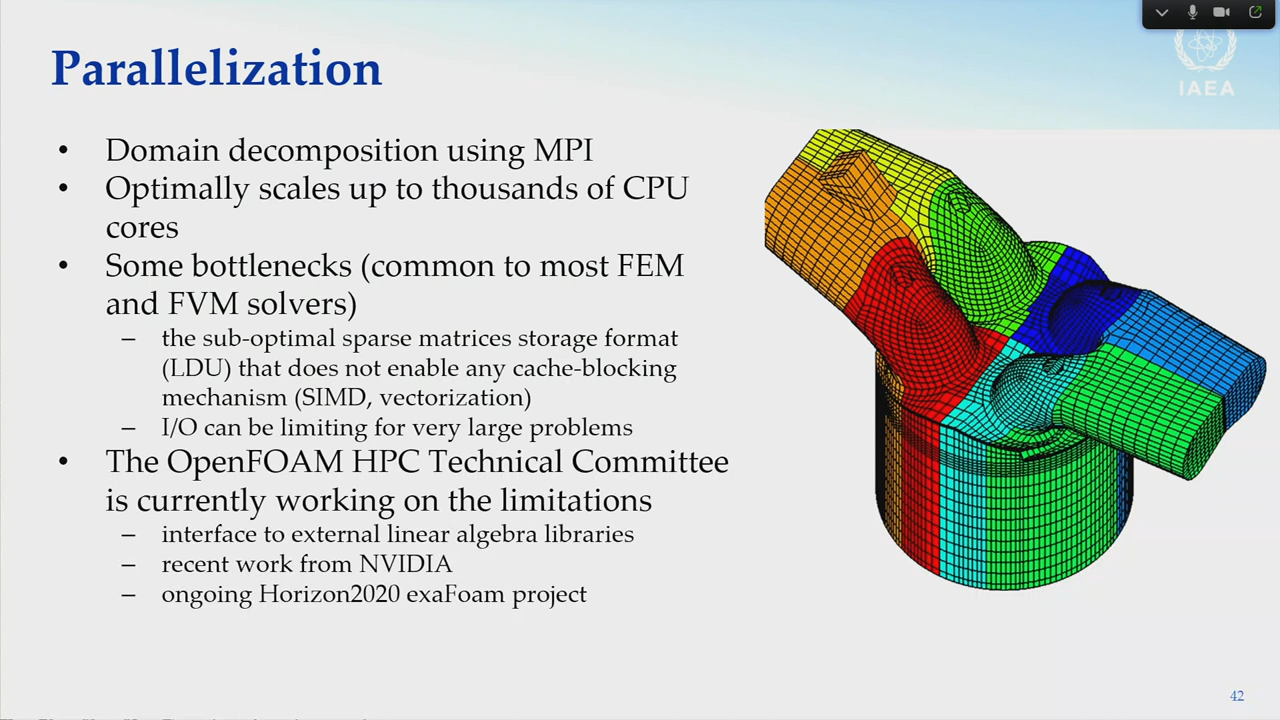 Parallelization
IAEA
• Domain decomposition using MPI
• Optimally scales up to thousands of CPU
cores
• Some bottlenecks (common to most FEM
and FVM solvers)
– the sub-optimal sparse matrices storage format
(LDU) that does not enable any cache-blocking
mechanism (SIMD, vectorization)
– I/O can be limiting for very large problems
• The OpenFOAM HPC Technical Committee
is currently working on the limitations
– interface to external linear algebra libraries
– recent work from NVIDIA
– ongoing Horizon2020 exaFoam project
42